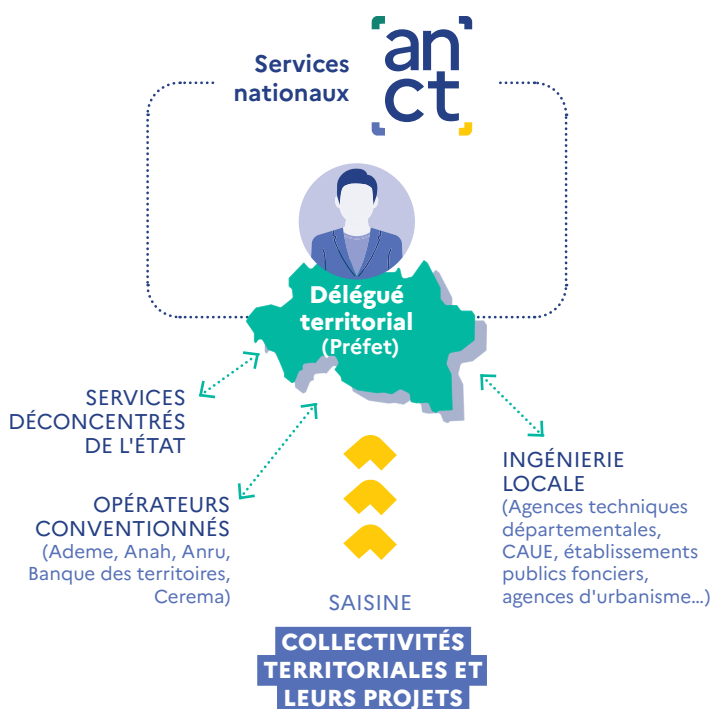 Services
nationaux
an
ct
Délégué
territorial
(Préfet)
SERVICES
DÉCONCENTRÉS
DE L'ÉTAT
OPÉRATEURS
CONVENTIONNÉS
(Ademe, Anah, Anru,
Banque des territoires,
Cerema)
INGÉNIERIE
LOCALE
(Agences techniques
départementales,
CAUE, établissements
publics fonciers,
agences d'urbanisme…)
SAISINE
COLLECTIVITÉS
TERRITORIALES ET
LEURS PROJETS